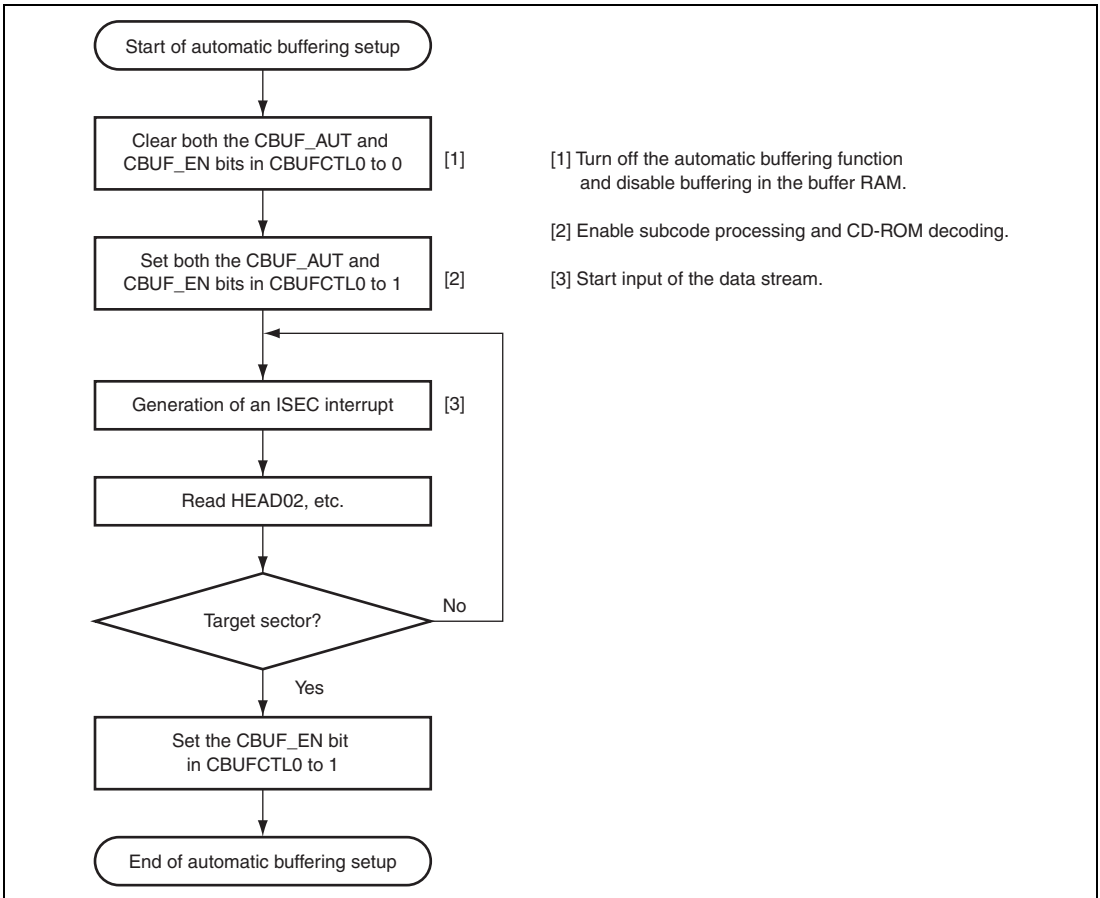 Start of automatic buffering setup
Clear both the CBUF_AUT and
CBUF_EN bits in CBUFCTL0 to 0
[1]
[1] Turn off the automatic buffering function
and disable buffering in the buffer RAM.
[2] Enable subcode processing and CD-ROM decoding.
Set both the CBUF_AUT and
CBUF_EN bits in CBUFCTL0 to 1
[2]
[3] Start input of the data stream.
Generation of an ISEC interrupt
[3]
Read HEAD02, etc.
Target sector?
No
Yes
Set the CBUF_EN bit
in CBUFCTL0 to 1
End of automatic buffering setup